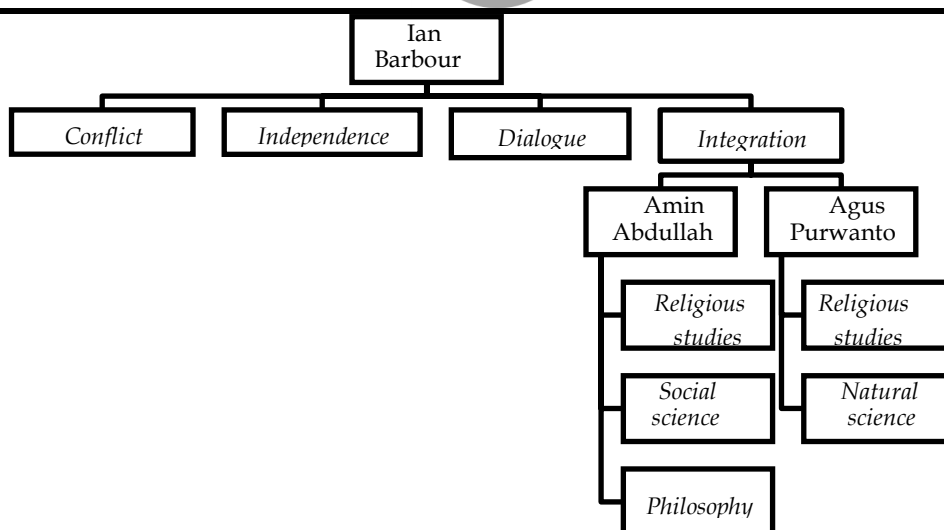 Ian
Barbour
Conflict
Independence
Dialogue
Integration
Amin
Abdullah
Agus
Purwanto
Religious
studies
Religious
studies
Social
science
Natural
science
Philosophy